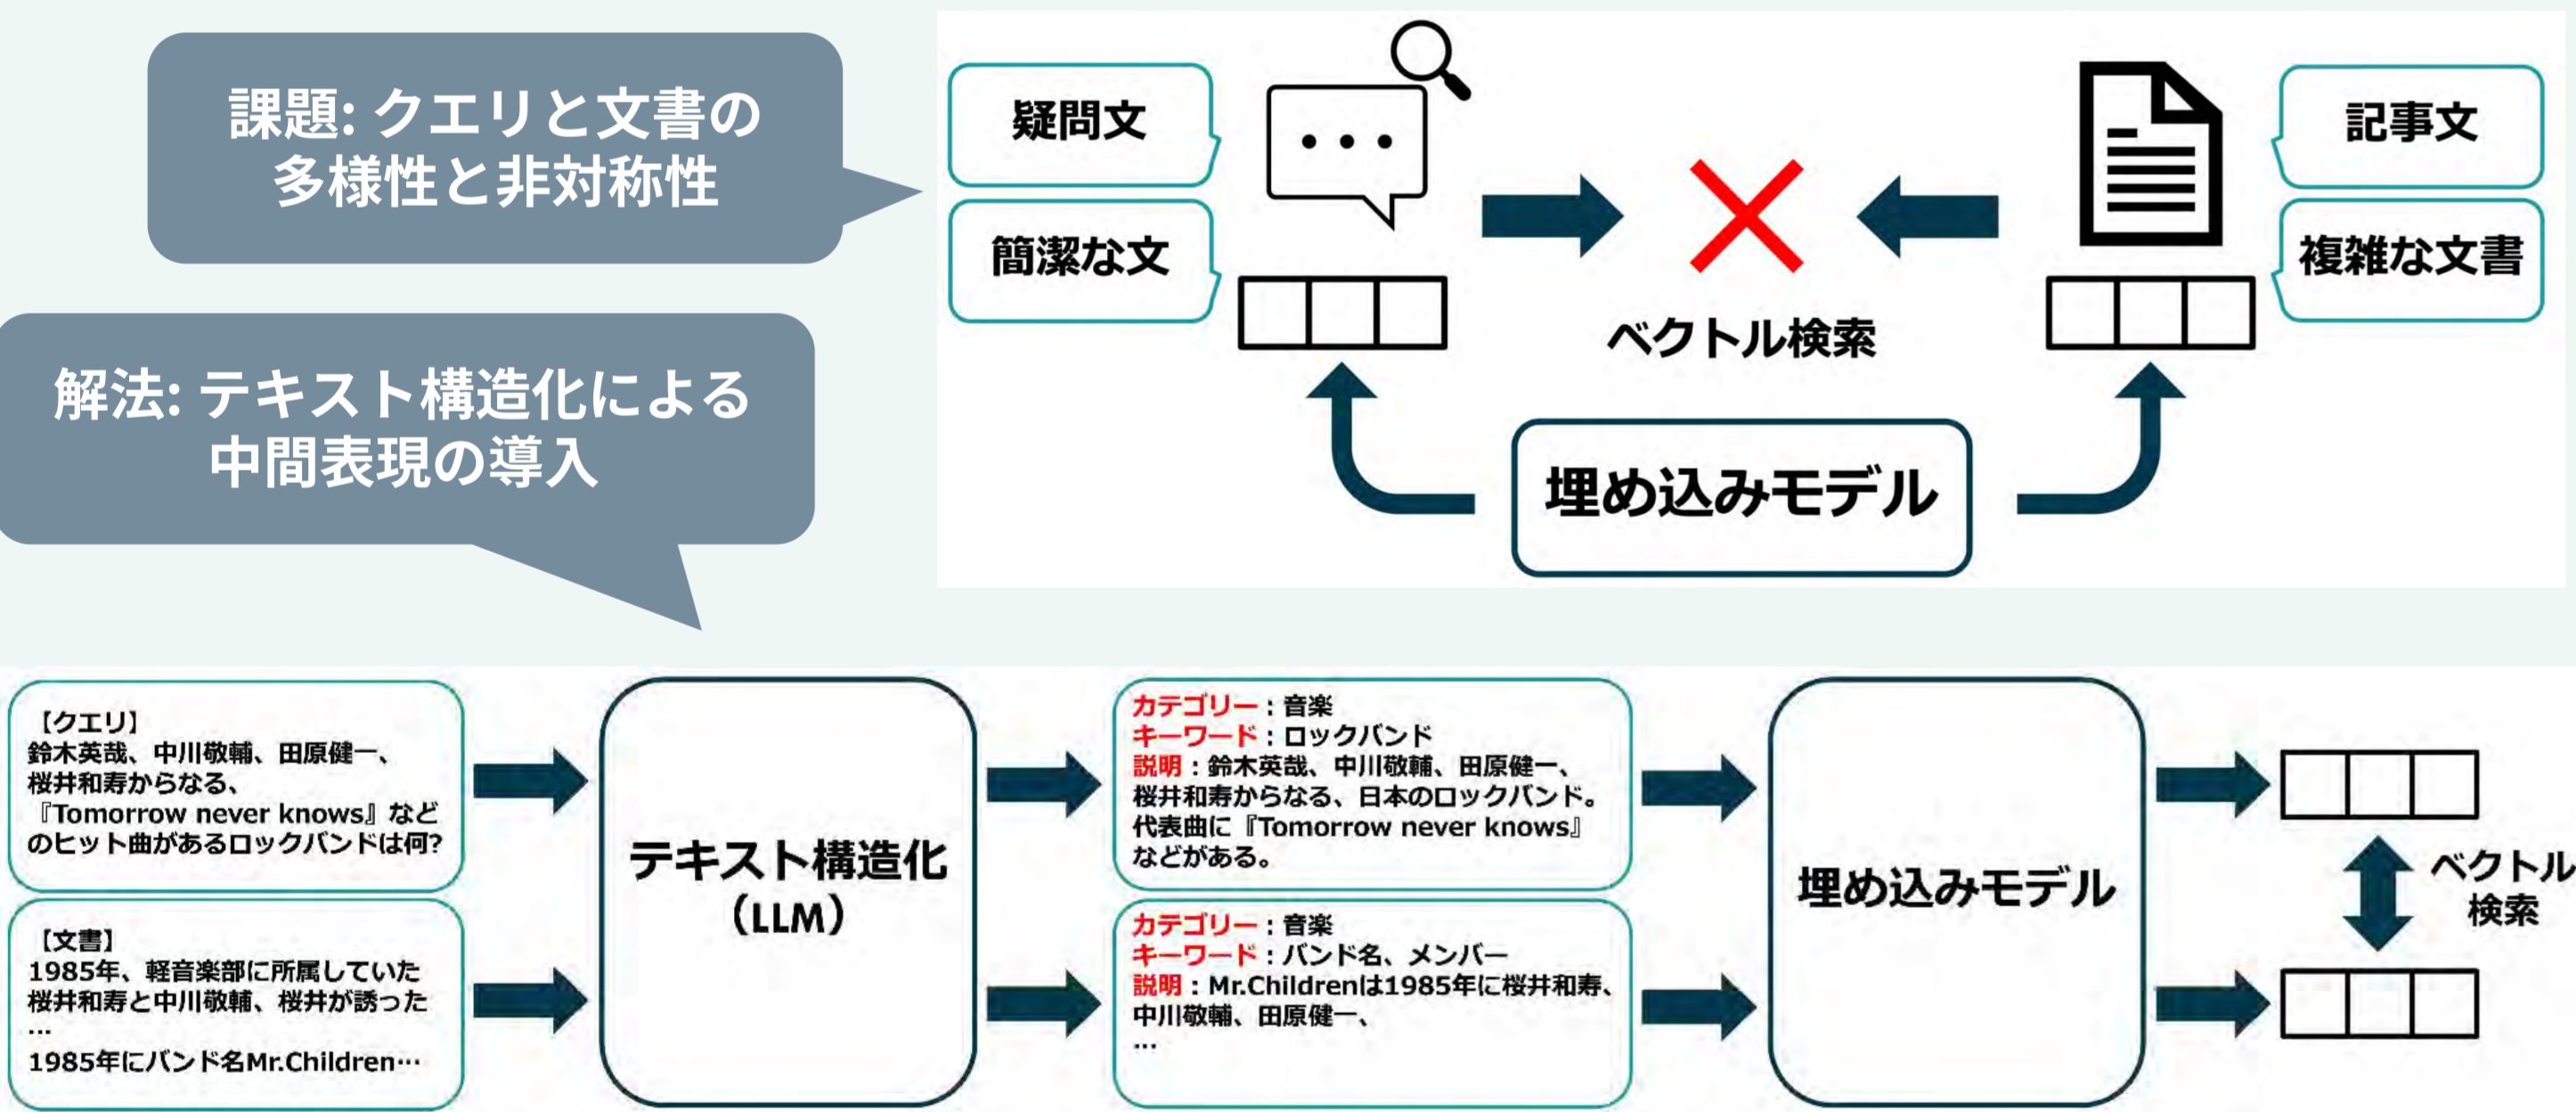 課題: クエリと文書の
多様性と非対称性
疑問文
簡潔な文
記事文
複雑な文書
ベクトル検索
埋め込みモデル
解法: テキスト構造化による
中間表現の導入
【クエリ】
鈴木英哉、中川敬輔、田原健一、
桜井和寿からなる、
『Tomorrow never knows』など
のヒット曲があるロックバンドは何?
【文書】
1985年、軽音楽部に所属していた
桜井和寿と中川敬輔、桜井が誘った
...
1985年にバンド名Mr.Children…
テキスト構造化
（LLM）
カテゴリー：音楽
キーワード：ロックバンド
説明：鈴木英哉、中川敬輔、田原健一、
桜井和寿からなる、日本のロックバンド。
代表曲に『Tomorrow never knows』
などがある。
カテゴリー：音楽
キーワード：バンド名、メンバー
説明：Mr.Childrenは1985年に桜井和寿、
中川敬輔、田原健一、
...
埋め込みモデル
ベクトル
検索